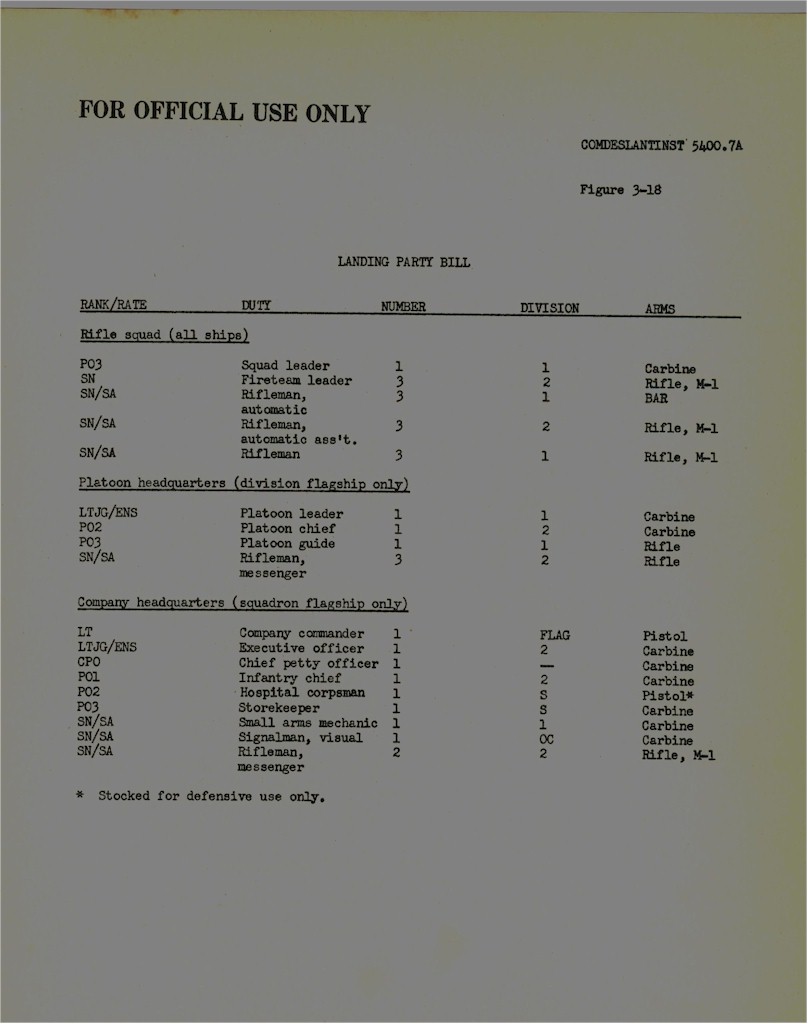 FOR OFFICIAL USE ONLY
COMDESLANTINST 5400.7A
Figure 3-18
LANDING PARTY BILL
RANK/RATE DUTY NUMBER DIVISION ARMS
Rifle squad (all ships)
PO3 Squad leader 1 1 Carbine
SN Fireteam leader 3 2 Rifle, M-1
SN/SA Rifleman, 3 1 BAR
automatic
SN/SA Rifleman, 3 2 Rifle, M-1
automatic ass't.
SN/SA Rifleman 3 1 Rifle, M-1
Platoon headquarters (division flagship only)
LTJG/ENS Platoon leader 1 1 Carbine
PO2 Platoon chief 1 2 Carbine
PO3 Platoon guide 1 1 Rifle
SN/SA Rifleman, 3 2 Rifle
messenger
Company headquarters (squadron flagship only)
LT Company commander 1 FLAG Pistol
LTJG/ENS Executive officer 1 2 Carbine
CPO Chief petty officer 1 — Carbine
PO1 Infantry chief 1 2 Carbine
PO2 Hospital corpsman 1 S Pistol*
PO3 Storekeeper 1 S Carbine
SN/SA Small arms mechanic 1 1 Carbine
SN/SA Signalman, visual 1 OC Carbine
SN/SA Rifleman, 2 2 Rifle, M-1
messenger
* Stocked for defensive use only.